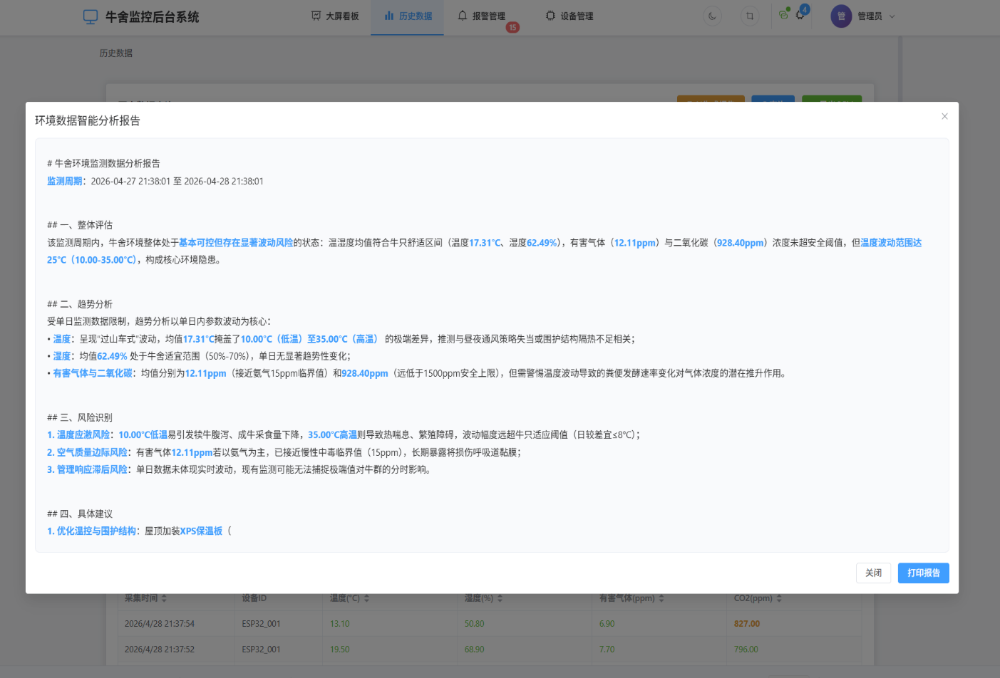 牛舍监控后台系统
大屏看板
历史数据
报警管理
15
设备管理
4
管
管理员
历史数据
环境数据智能分析报告
# 牛舍环境监测数据分析报告
监测周期：2026-04-27 21:38:01 至 2026-04-28 21:38:01
## 一、整体评估
该监测周期内，牛舍环境整体处于基本可控但存在显著波动风险的状态：温湿度均值符合牛只舒适区间（温度17.31°C、湿度62.49%），有害气体（12.11ppm）与二氧化碳（928.40ppm）浓度未超安全阈值，但温度波动范围达
25°C（10.00-35.00°C），构成核心环境隐患。
## 二、趋势分析
受单日监测数据限制，趋势分析以单日内参数波动为核心：
• 温度：呈现“过山车式”波动，均值17.31°C掩盖了10.00°C（低温）至35.00°C（高温） 的极端差异，推测与昼夜通风策略失当或围护结构隔热不足相关；
• 湿度：均值62.49% 处于牛舍适宜范围（50%-70%），单日无显著趋势性变化；
• 有害气体与二氧化碳：均值分别为12.11ppm（接近氨气15ppm临界值）和928.40ppm（远低于1500ppm安全上限），但需警惕温度波动导致的粪便发酵速率变化对气体浓度的潜在推升作用。
## 三、风险识别
1. 温度应激风险：10.00°C低温易引发犊牛腹泻、成牛采食量下降，35.00°C高温则导致热喘息、繁殖障碍，波动幅度远超牛只适应阈值（日较差宜≤8°C）；
2. 空气质量边际风险：有害气体12.11ppm若以氨气为主，已接近慢性中毒临界值（15ppm），长期暴露将损伤呼吸道黏膜；
3. 管理响应滞后风险：单日数据未体现实时波动，现有监测可能无法捕捉极端值对牛群的分时影响。
## 四、具体建议
1. 优化温控与围护结构：屋顶加装XPS保温板（
关闭
打印报告
采集时间
设备ID
温度(°C)
湿度(%)
有害气体(ppm)
CO2(ppm)
2026/4/28 21:37:54
ESP32_001
13.10
50.80
6.90
827.00
2026/4/28 21:37:52
ESP32_001
19.50
68.90
7.70
796.00